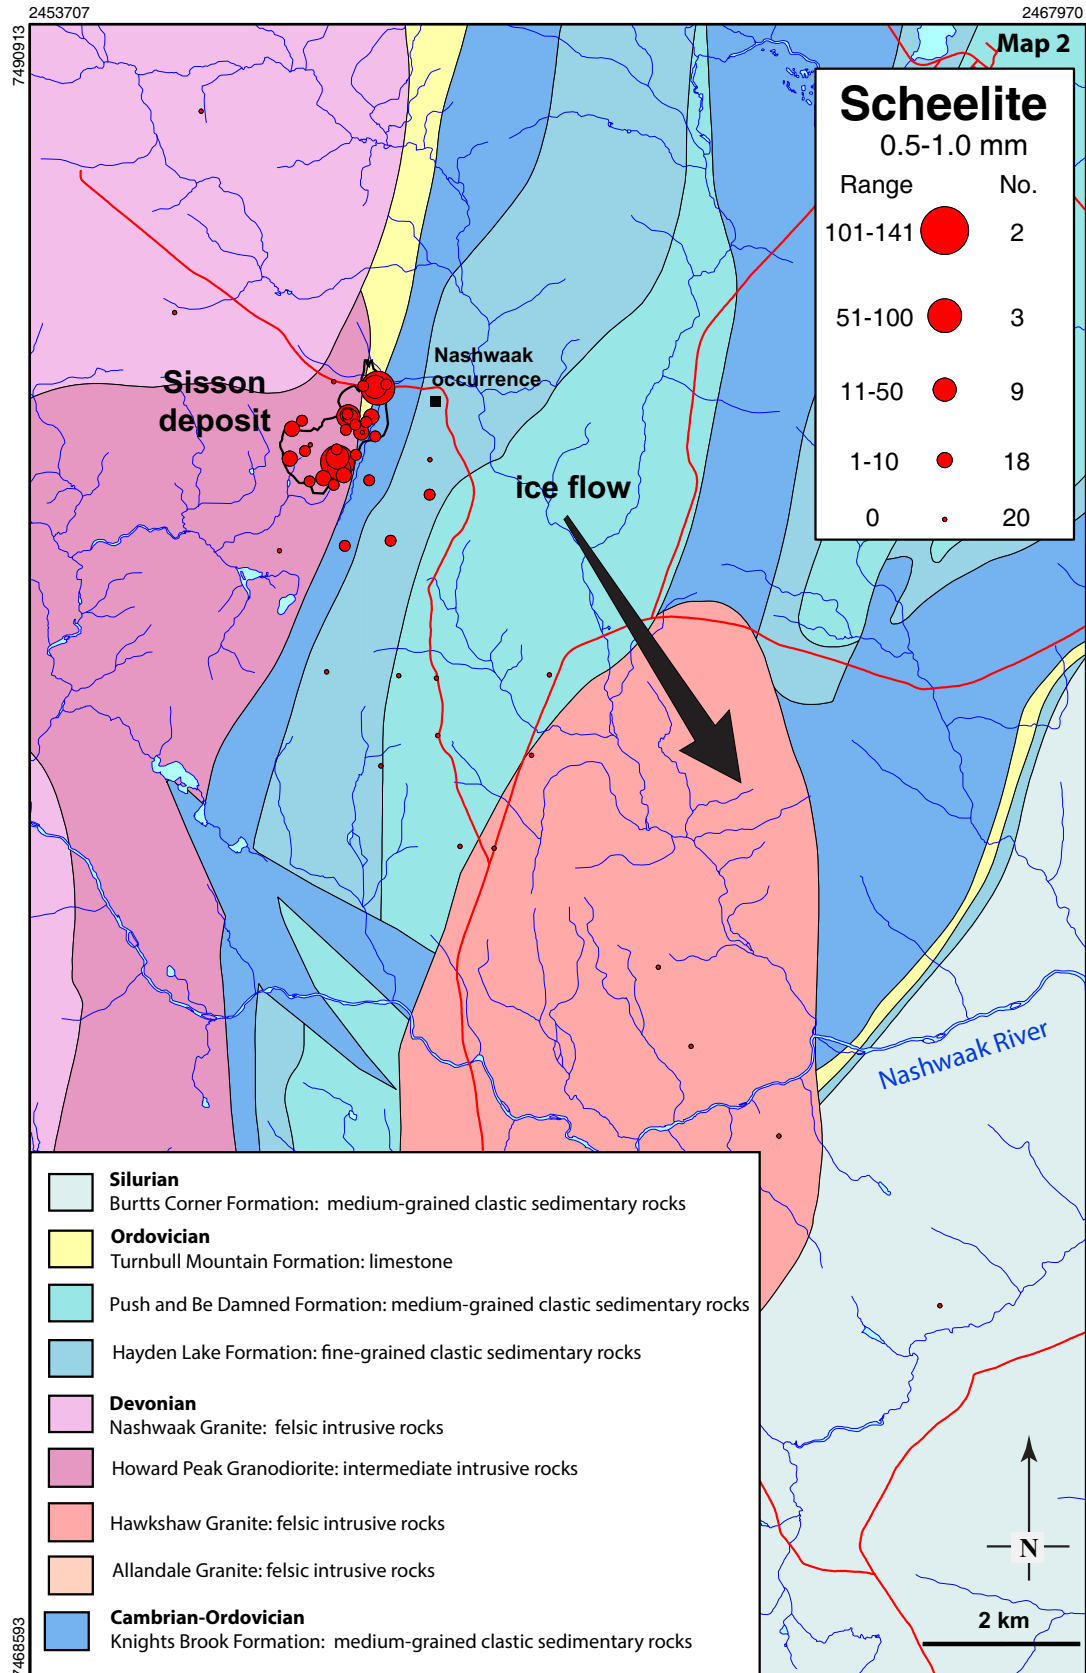 2453707
2467970
7490913
Map 2
Scheelite
0.5-1.0 mm
Range No.
101-141 2
51-100 3
11-50 9
1-10 18
0 20
Nashwaak
occurrence
Sisson
deposit
ice flow
Nashwaak River
Silurian
Burtts Corner Formation: medium-grained clastic sedimentary rocks
Ordovician
Turnbull Mountain Formation: limestone
Push and Be Damned Formation: medium-grained clastic sedimentary rocks
Hayden Lake Formation: fine-grained clastic sedimentary rocks
Devonian
Nashwaak Granite: felsic intrusive rocks
Howard Peak Granodiorite: intermediate intrusive rocks
Hawkshaw Granite: felsic intrusive rocks
Allandale Granite: felsic intrusive rocks
Cambrian-Ordovician
Knights Brook Formation: medium-grained clastic sedimentary rocks
N
2 km
7468593